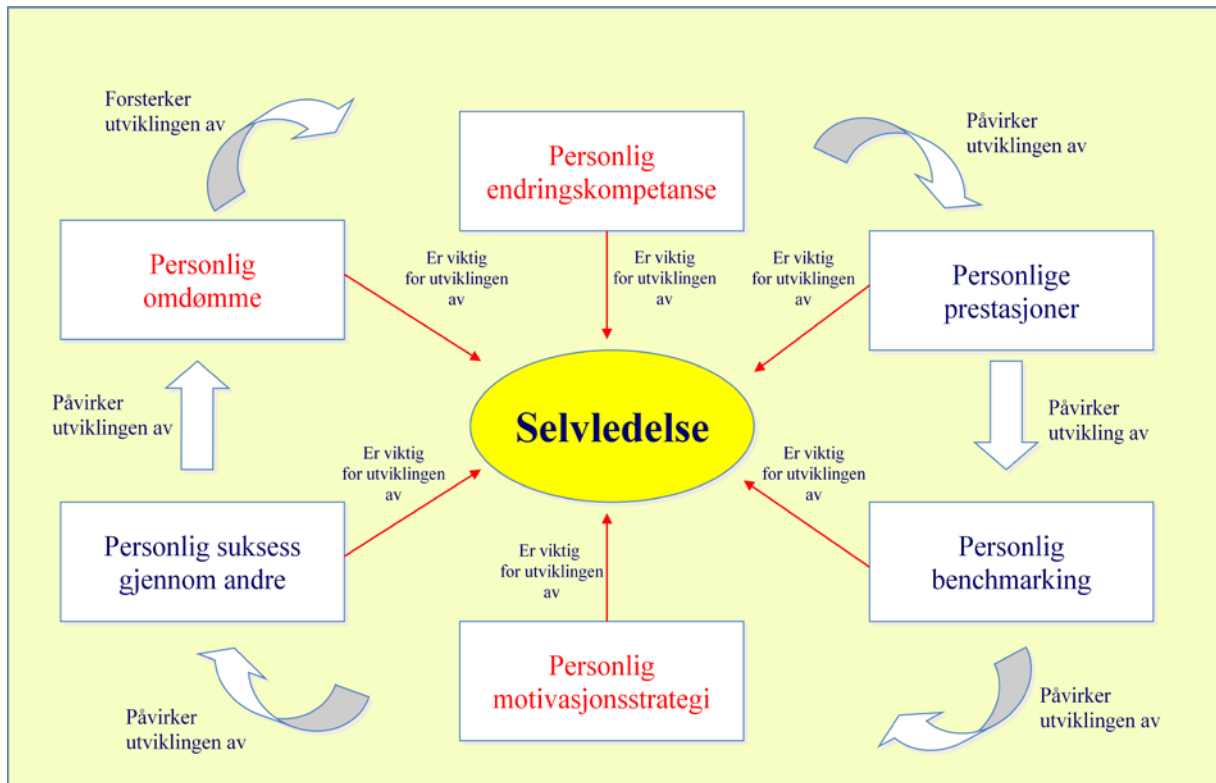 Forsterker
utviklingen av
Personlig
endringskompetanse
Påvirker
utviklingen av
Personlig
omdømme
Er viktig
for utviklingen
av
Er viktig
for utviklingen
av
Er viktig
for utviklingen
av
Personlige
prestasjoner
Påvirker
utviklingen av
Selvledelse
Påvirker
utvikling av
Er viktig
for utviklingen
av
Er viktig
for utviklingen
av
Personlig suksess
gjennom andre
Er viktig
for utviklingen
av
Personlig
benchmarking
Personlig
motivasjonsstrategi
Påvirker
utviklingen av
Påvirker
utviklingen av